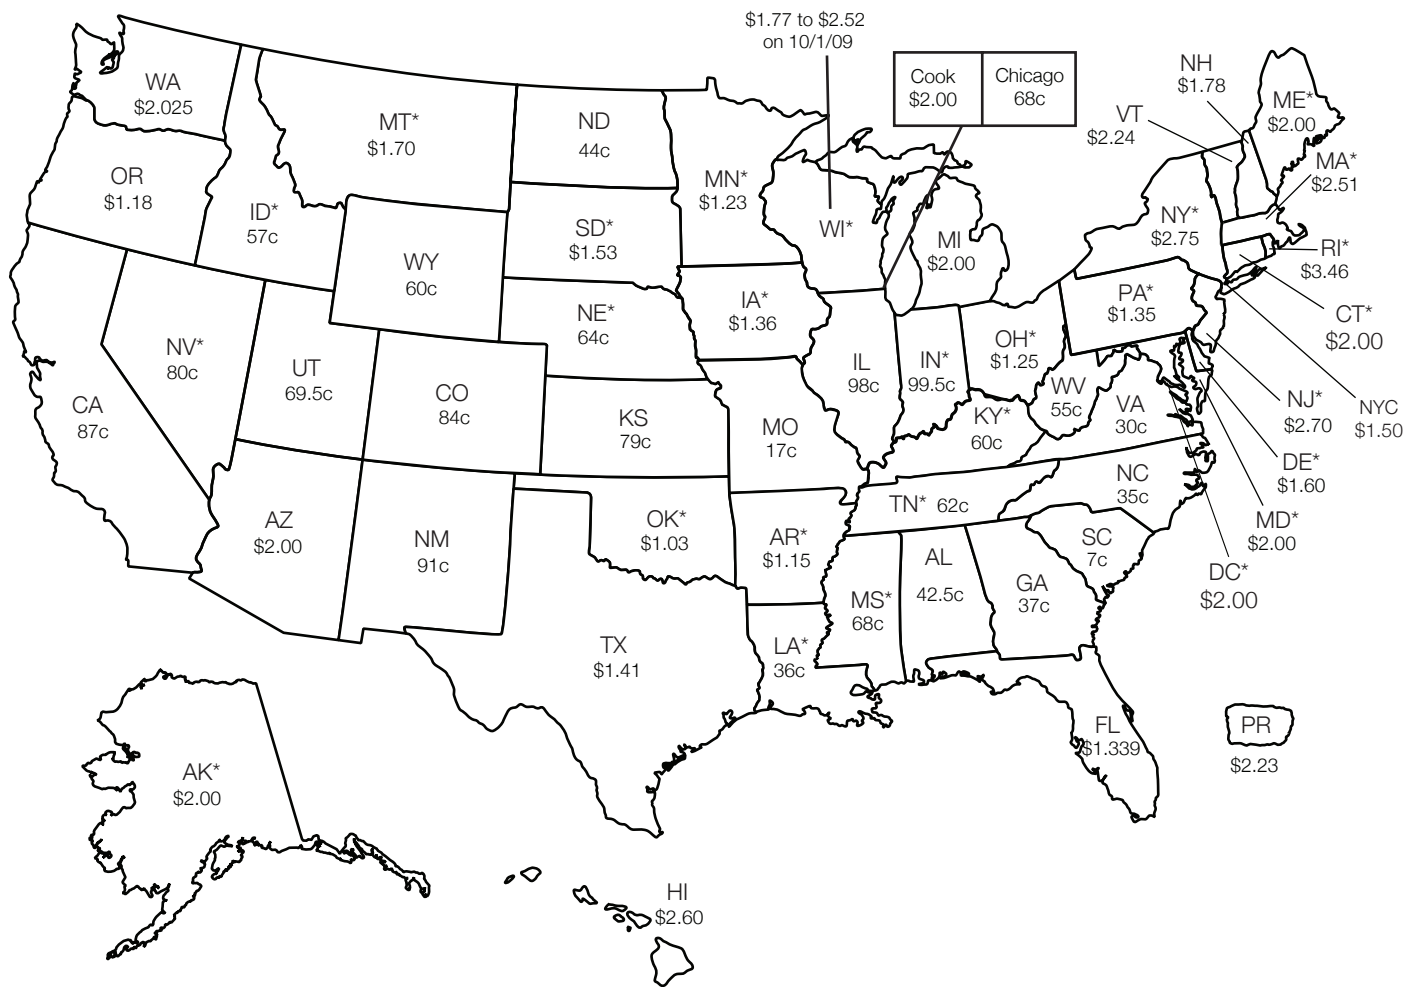 $1.77 to $2.52
on 10/1/09
Cook
$2.00
Chicago
68c
NH
$1.78
VT
$2.24
ME*
$2.00
MA*
$2.51
WA
$2.025
MT*
$1.70
ND
44c
OR
$1.18
ID*
57c
MN*
$1.23
WI*
SD*
$1.53
MI
$2.00
NY*
$2.75
RI*
$3.46
WY
60c
IA*
$1.36
PA*
$1.35
CT*
$2.00
NE*
64c
NV*
80c
UT
69.5c
CO
84c
IL
98c
IN*
99.5c
OH*
$1.25
WV
55c
VA
30c
NJ*
$2.70
NYC
$1.50
CA
87c
KS
79c
MO
17c
KY*
60c
DE*
$1.60
NC
35c
TN* 62c
MD*
$2.00
AZ
$2.00
NM
91c
OK*
$1.03
AR*
$1.15
SC
7c
DC*
$2.00
MS*
68c
AL
42.5c
GA
37c
TX
$1.41
LA*
36c
FL
$1.339
PR
$2.23
AK*
$2.00
HI
$2.60